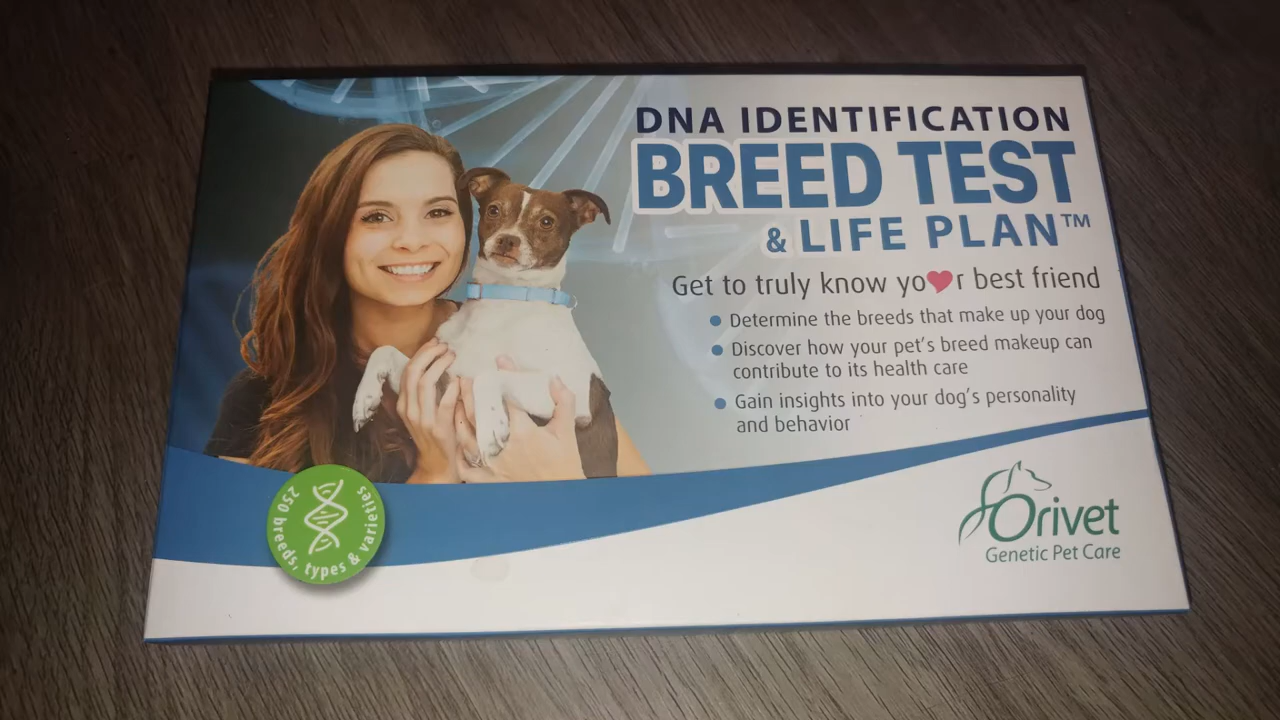 DNA IDENTIFICATION
BREED TEST
& LIFE PLAN™
Get to truly know yo❤r best friend
• Determine the breeds that make up your dog
• Discover how your pet's breed makeup can
contribute to its health care
• Gain insights into your dog's personality
and behavior
250 breeds, types & varieties
Orivet
Genetic Pet Care